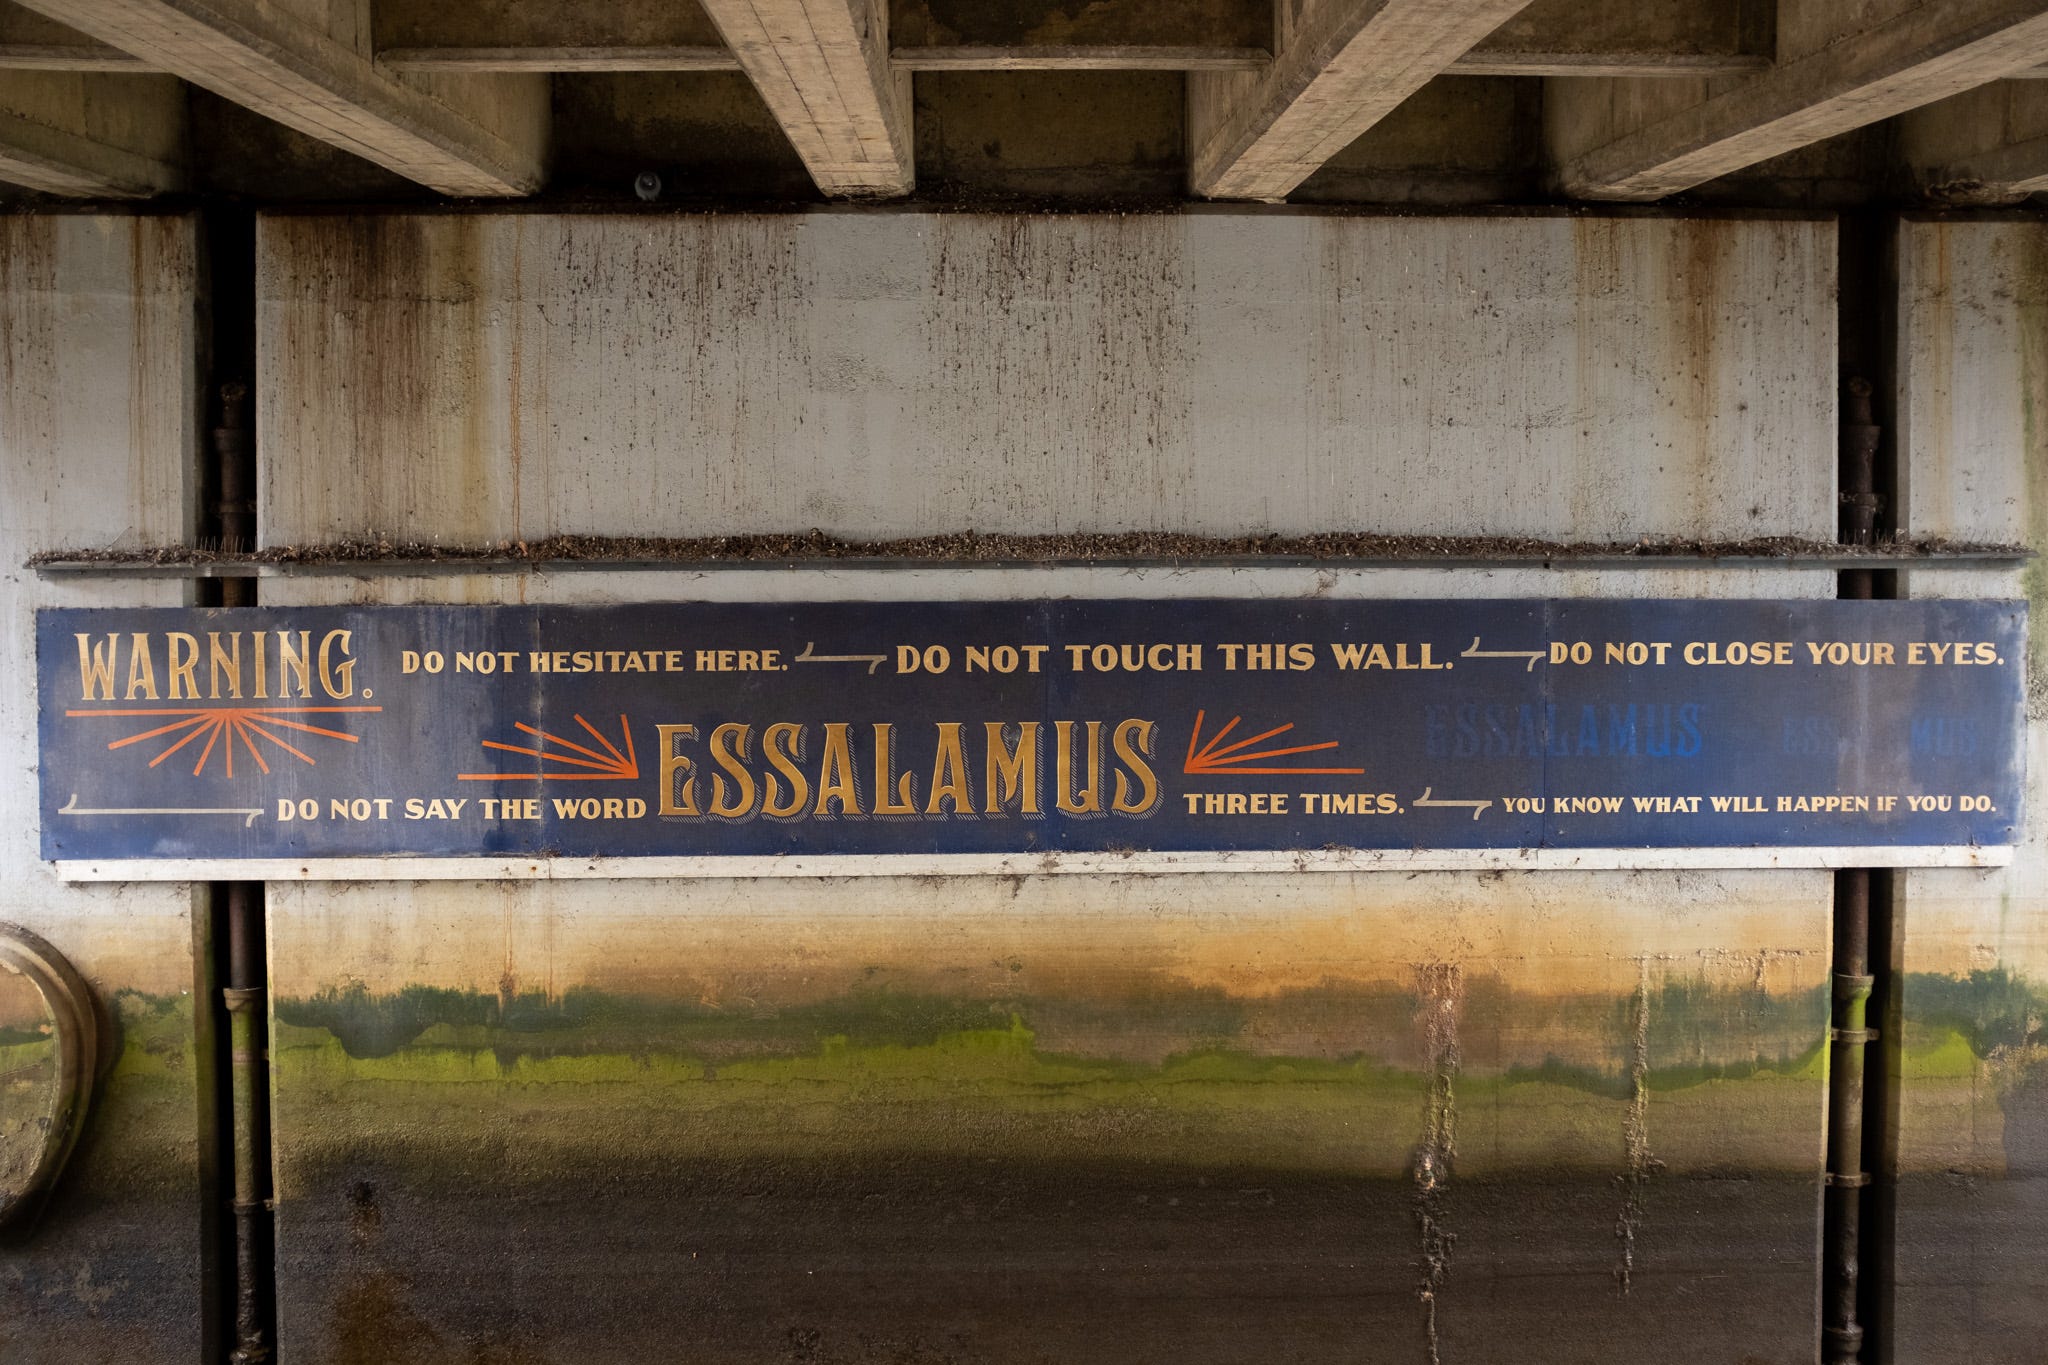 WARNING. DO NOT HESITATE HERE. DO NOT TOUCH THIS WALL. DO NOT CLOSE YOUR EYES.
DO NOT SAY THE WORD ESSALAMUS THREE TIMES. YOU KNOW WHAT WILL HAPPEN IF YOU DO.
ESSALAMUS